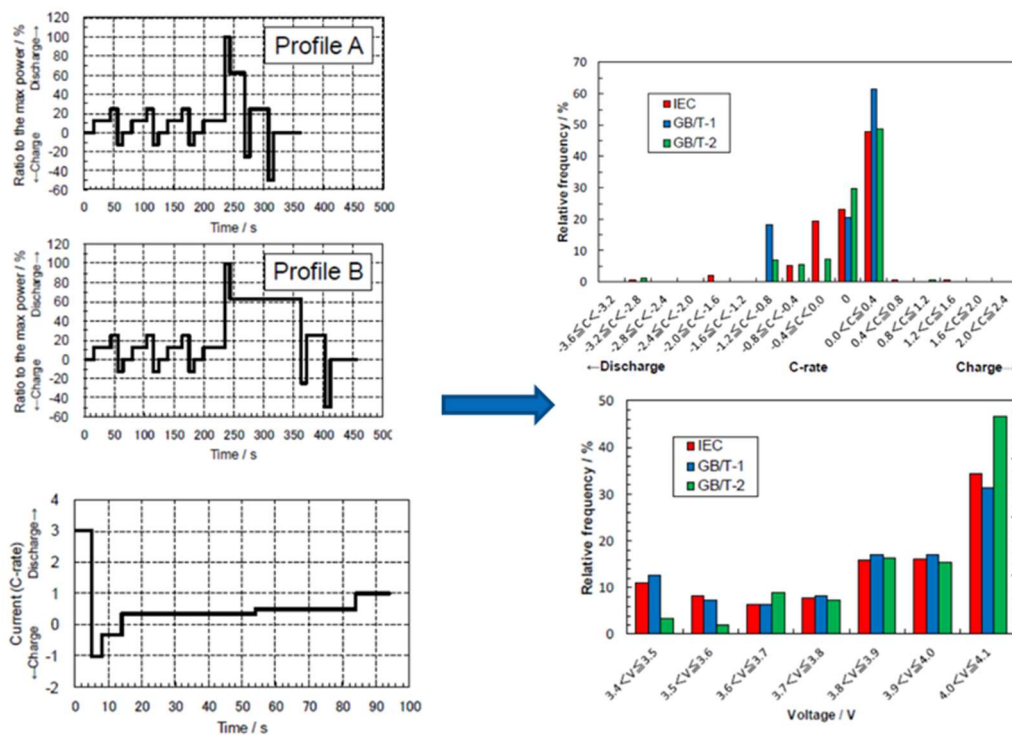 Profile A
Ratio to the max power / %
←Charge Discharge→
120
100
80
60
40
20
0
-20
-40
-60
0 50 100 150 200 250 300 350 400 450 500
Time / s
Profile B
Ratio to the max power / %
←Charge Discharge→
120
100
80
60
40
20
0
-20
-40
-60
0 50 100 150 200 250 300 350 400 450 500
Time / s
Current (C-rate)
←Charge Discharge→
4
3
2
1
0
-1
-2
0 10 20 30 40 50 60 70 80 90 100
Time / s
Relative frequency / %
70
60
50
40
30
20
10
0
IEC
GB/T-1
GB/T-2
-3.6≦C<-3.2
-3.2≦C<-2.8
-2.8≦C<-2.4
-2.4≦C<-2.0
-2.0≦C<-1.6
-1.6≦C<-1.2
-1.2≦C<-0.8
-0.8≦C<-0.4
-0.4≦C<0.0
0
0.0<C≦0.4
0.4<C≦0.8
0.8<C≦1.2
1.2<C≦1.6
1.6<C≦2.0
2.0<C≦2.4
←Discharge C-rate Charge→
Relative frequency / %
50
40
30
20
10
0
IEC
GB/T-1
GB/T-2
3.4<V≦3.5
3.5<V≦3.6
3.6<V≦3.7
3.7<V≦3.8
3.8<V≦3.9
3.9<V≦4.0
4.0<V≦4.1
Voltage / V